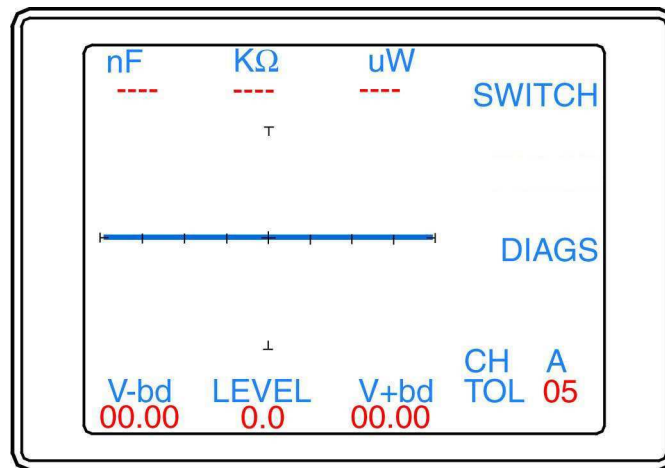 nF KΩ uW
---- ---- ---- SWITCH
DIAGS
CH A
V-bd LEVEL V+bd TOL 05
00.00 0.0 00.00